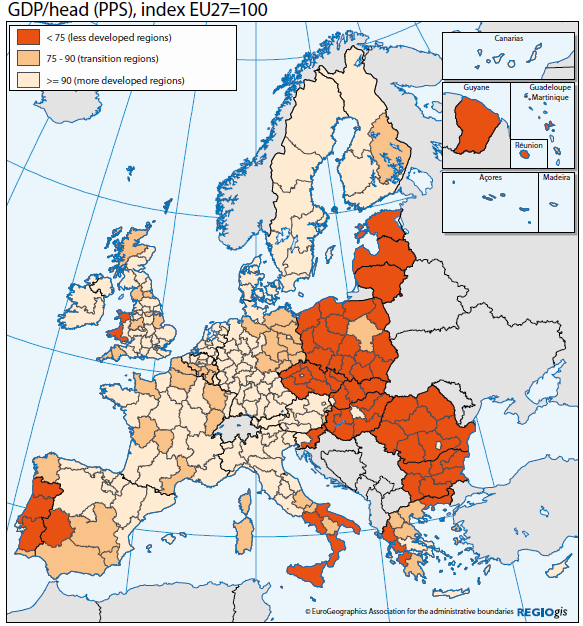 GDP/head (PPS), index EU27=100
< 75 (less developed regions)
75 - 90 (transition regions)
>= 90 (more developed regions)
Canarias
Guyane
Guadeloupe
Martinique
Réunion
Açores
Madeira
© EuroGeographics Association for the administrative boundaries
REGIOgis